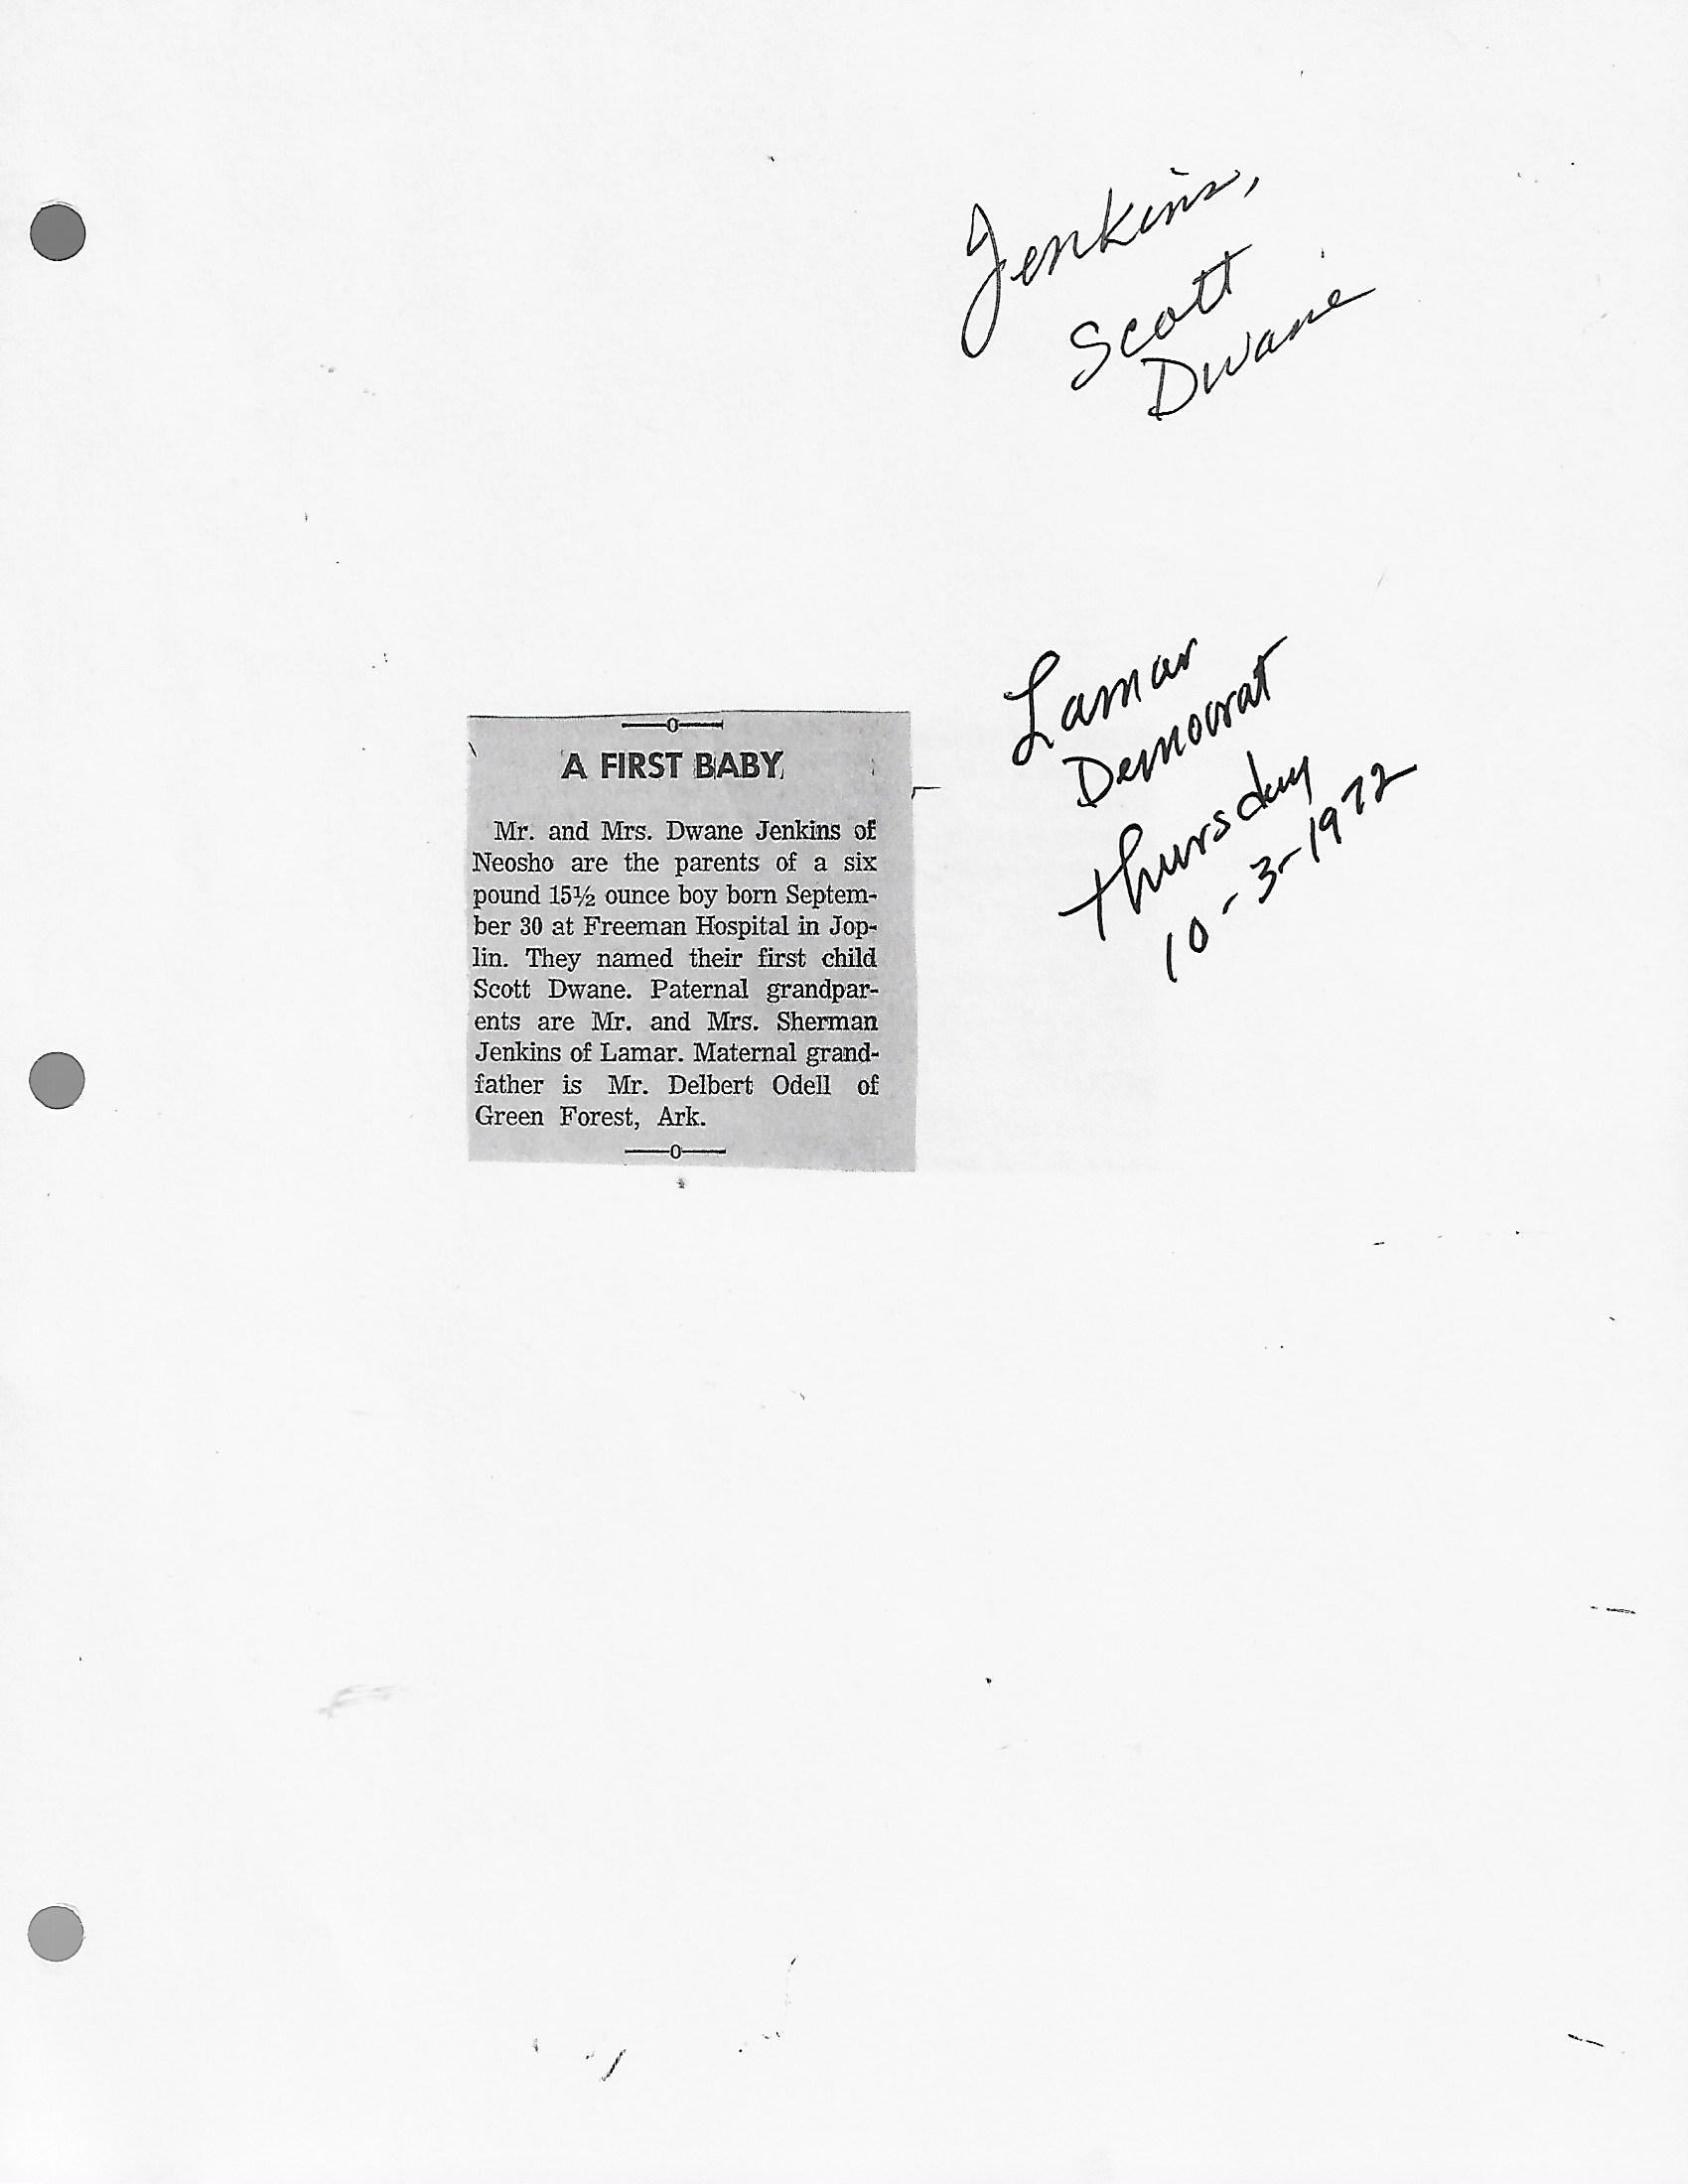 Jenkins,
Scott
Dwane
Lamar
Democrat
Thursday
10-3-1972
A FIRST BABY
Mr. and Mrs. Dwane Jenkins of
Neosho are the parents of a six
pound 15½ ounce boy born Septem-
ber 30 at Freeman Hospital in Jop-
lin. They named their first child
Scott Dwane. Paternal grandpar-
ents are Mr. and Mrs. Sherman
Jenkins of Lamar. Maternal grand-
father is Mr. Delbert Odell of
Green Forest, Ark.